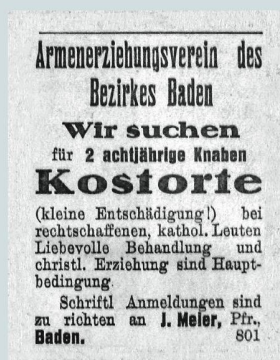 Armenerziehungsverein des
Bezirkes Baden
Wir suchen
für 2 achtjährige Knaben
Kostorte
(kleine Entschädigung!) bei
rechtschaffenen, kathol. Leuten
Liebevolle Behandlung und
christl. Erziehung sind Haupt-
bedingung.
Schriftl Anmeldungen sind
zu richten an J. Meier, Pfr.,
Baden. 801